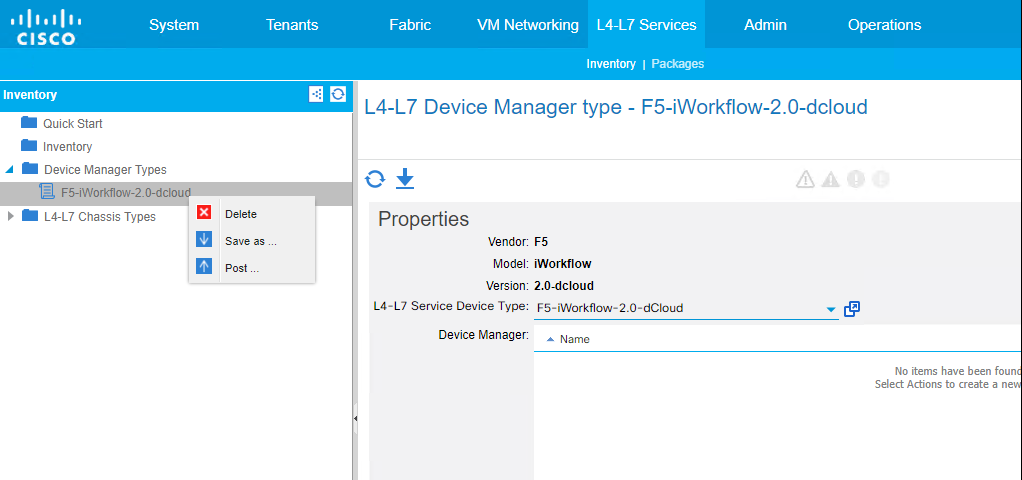 CISCO
System
Tenants
Fabric
VM Networking
L4-L7 Services
Admin
Operations
Inventory | Packages
Inventory
Quick Start
Inventory
Device Manager Types
F5-iWorkflow-2.0-dcloud
L4-L7 Chassis Types
Delete
Save as ...
Post ...
L4-L7 Device Manager type - F5-iWorkflow-2.0-dcloud
Properties
Vendor: F5
Model: iWorkflow
Version: 2.0-dcloud
L4-L7 Service Device Type: F5-iWorkflow-2.0-dCloud
Device Manager:
Name
No items have been found
Select Actions to create a new